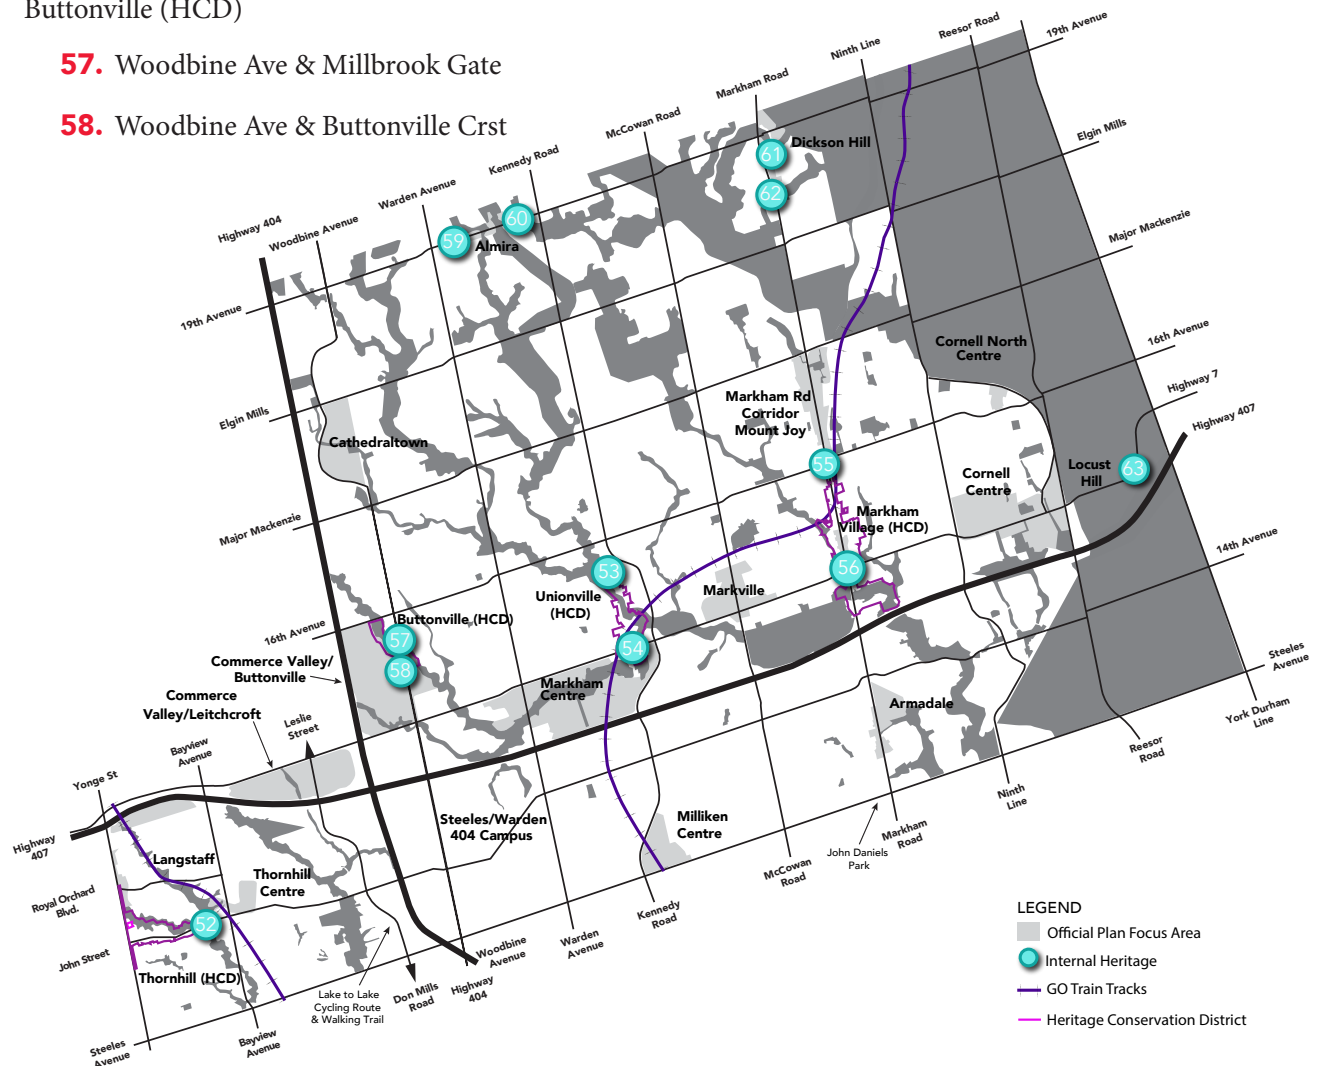 Buttonville (HCD)
57. Woodbine Ave & Millbrook Gate
58. Woodbine Ave & Buttonville Crst
19th Avenue
Reesor Road
Ninth Line
Markham Road
McCowan Road
Kennedy Road
Warden Avenue
Woodbine Avenue
Highway 404
Elgin Mills
Dickson Hill
61
62
60
59
Almira
Major Mackenzie
19th Avenue
16th Avenue
Cornell North
Centre
Highway 7
Highway 407
Markham Rd
Corridor
Mount Joy
Elgin Mills
Cathedraltown
55
Locust
Hill
63
Cornell
Centre
Major Mackenzie
Markham
Village (HCD)
14th Avenue
53
56
Unionville
(HCD)
Markville
16th Avenue
Buttonville (HCD)
57
58
54
Commerce Valley/
Buttonville
Markham
Centre
Steeles
Avenue
Commerce
Valley/Leitchcroft
Armadale
York Durham
Line
Leslie
Street
Bayview
Avenue
Reesor
Road
Yonge St
Ninth
Line
Steeles/Warden
404 Campus
Milliken
Centre
Markham
Road
Highway
407
John Daniels
Park
McCowan
Road
Langstaff
Thornhill
Centre
Royal Orchard
Blvd.
Kennedy
Road
52
Warden
Avenue
Woodbine
Avenue
John Street
Thornhill (HCD)
Highway
404
Don Mills
Road
Lake to Lake
Cycling Route
& Walking Trail
Bayview
Avenue
Steeles
Avenue
LEGEND
Official Plan Focus Area
Internal Heritage
GO Train Tracks
Heritage Conservation District